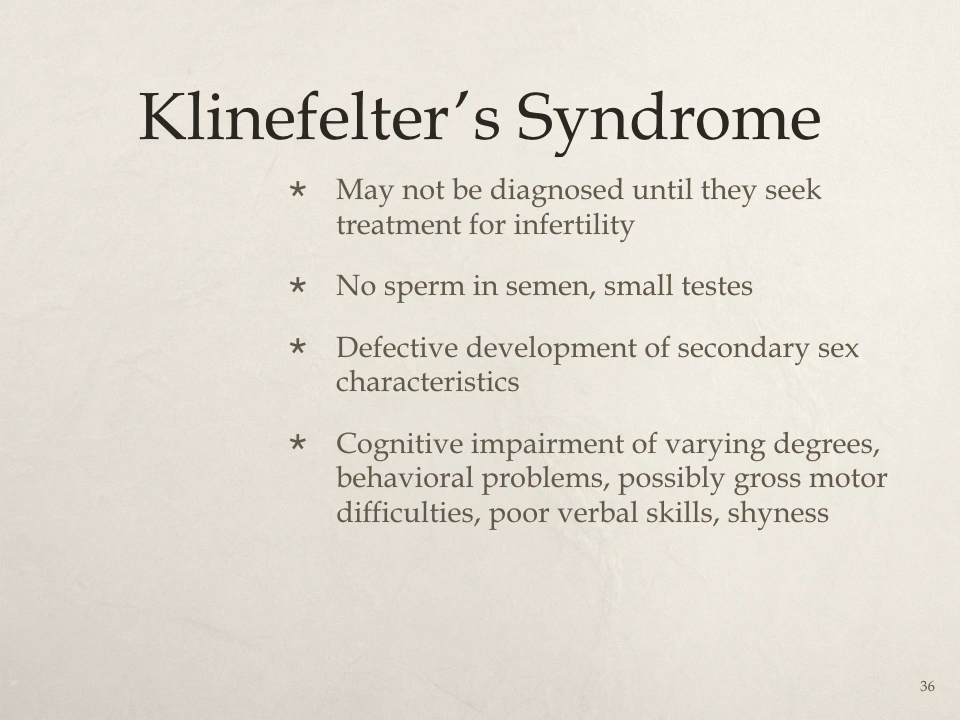 Klinefelter’s Syndrome
* May not be diagnosed until they seek
treatment for infertility
* No sperm in semen, small testes
* Defective development of secondary sex
characteristics
* Cognitive impairment of varying degrees,
behavioral problems, possibly gross motor
difficulties, poor verbal skills, shyness
36